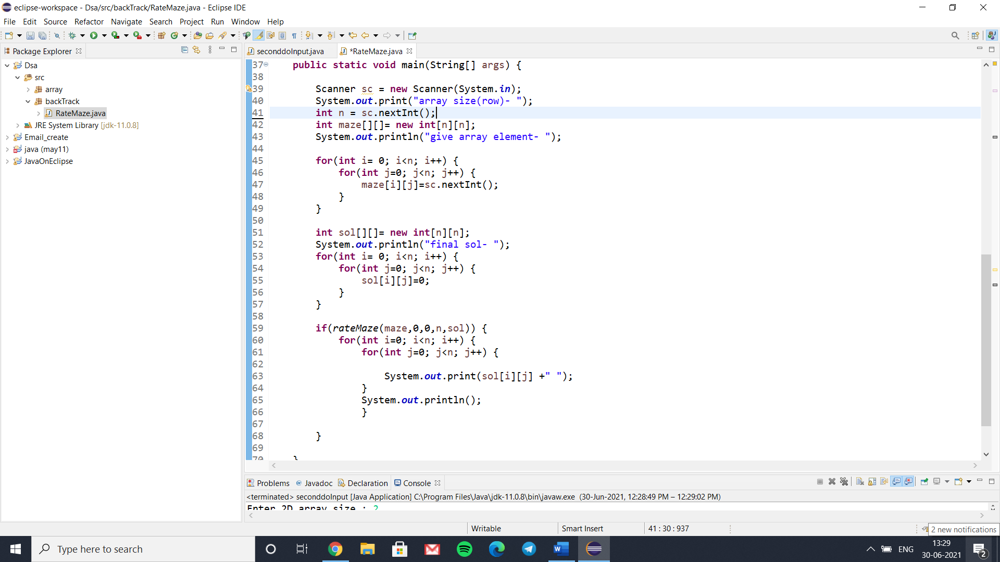 eclipse-workspace - Dsa/src/backTrack/RateMaze.java - Eclipse IDE
File Edit Source Refactor Navigate Search Project Run Window Help
Package Explorer
seconddoInput.java *RateMaze.java
Dsa
src
array
backTrack
RateMaze.java
JRE System Library [jdk-11.0.8]
Email_create
java (may11)
JavaOnEclipse
37 public static void main(String[] args) {
38
39 Scanner sc = new Scanner(System.in);
40 System.out.print("array size(row)- ");
41 int n = sc.nextInt();
42 int maze[][]= new int[n][n];
43 System.out.println("give array element- ");
44
45 for(int i= 0; i<n; i++) {
46 for(int j=0; j<n; j++) {
47 maze[i][j]=sc.nextInt();
48 }
49 }
50
51 int sol[][]= new int[n][n];
52 System.out.println("final sol- ");
53 for(int i= 0; i<n; i++) {
54 for(int j=0; j<n; j++) {
55 sol[i][j]=0;
56 }
57 }
58
59 if(rateMaze(maze,0,0,n,sol)) {
60 for(int i=0; i<n; i++) {
61 for(int j=0; j<n; j++) {
62
63 System.out.print(sol[i][j] +" ");
64 }
65 System.out.println();
66 }
67
68 }
69
70 }
Problems @ Javadoc Declaration Console
<terminated> seconddoInput [Java Application] C:\Program Files\Java\jdk-11.0.8\bin\javaw.exe (30-Jun-2021, 12:28:49 PM – 12:29:02 PM)
Enter 2D array size : 2
Writable Smart Insert 41 : 30 : 937
2 new notifications
Type here to search
ENG
13:29
30-06-2021
2